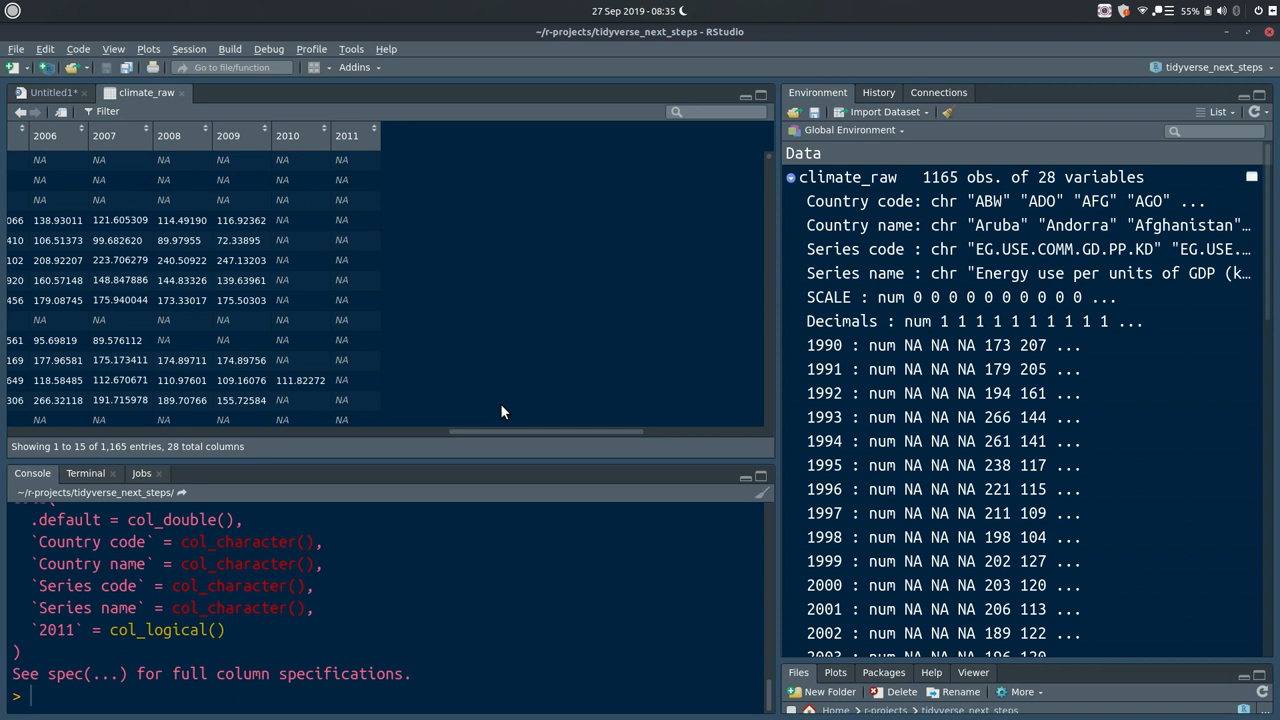 27 Sep 2019 - 08:35
55%
~/r-projects/tidyverse_next_steps - RStudio
File Edit Code View Plots Session Build Debug Profile Tools Help
Go to file/function Addins tidyverse_next_steps
Untitled1* climate_raw
Filter
2006 2007 2008 2009 2010 2011
NA NA NA NA NA NA
NA NA NA NA NA NA
NA NA NA NA NA NA
066 138.93011 121.605309 114.49190 116.92362 NA NA
410 106.51373 99.682620 89.97955 72.33895 NA NA
102 208.92207 223.706279 240.50922 247.13203 NA NA
920 160.57148 148.847886 144.83326 139.63961 NA NA
456 179.08745 175.940044 173.33017 175.50303 NA NA
NA NA NA NA NA NA
561 95.69819 89.576112 NA NA NA NA
169 177.96581 175.173411 174.89711 174.89756 NA NA
649 118.58485 112.670671 110.97601 109.16076 111.82272 NA
306 266.32118 191.715978 189.70766 155.72584 NA NA
NA NA NA NA NA NA
Showing 1 to 15 of 1,165 entries, 28 total columns
Console Terminal Jobs
~/r-projects/tidyverse_next_steps/
.default = col_double(),
`Country code` = col_character(),
`Country name` = col_character(),
`Series code` = col_character(),
`Series name` = col_character(),
`2011` = col_logical()
)
See spec(...) for full column specifications.
>
Environment History Connections
Import Dataset List
Global Environment
Data
climate_raw 1165 obs. of 28 variables
Country code: chr "ABW" "ADO" "AFG" "AGO" ...
Country name: chr "Aruba" "Andorra" "Afghanistan"…
Series code : chr "EG.USE.COMM.GD.PP.KD" "EG.USE.…
Series name : chr "Energy use per units of GDP (k…
SCALE : num 0 0 0 0 0 0 0 0 0 0 ...
Decimals : num 1 1 1 1 1 1 1 1 1 1 ...
1990 : num NA NA NA 173 207 ...
1991 : num NA NA NA 179 205 ...
1992 : num NA NA NA 194 161 ...
1993 : num NA NA NA 266 144 ...
1994 : num NA NA NA 261 141 ...
1995 : num NA NA NA 238 117 ...
1996 : num NA NA NA 221 115 ...
1997 : num NA NA NA 211 109 ...
1998 : num NA NA NA 198 104 ...
1999 : num NA NA NA 202 127 ...
2000 : num NA NA NA 203 120 ...
2001 : num NA NA NA 206 113 ...
2002 : num NA NA NA 189 122 ...
2003 : num NA NA NA 196 120 ...
Files Plots Packages Help Viewer
New Folder Delete Rename More
Home r-projects tidyverse_next_steps